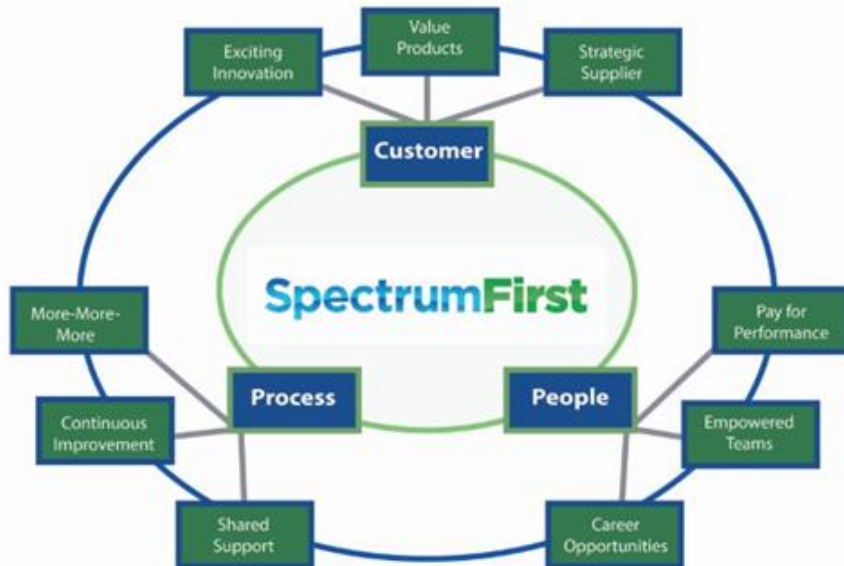 Value
Products
Exciting
Innovation
Strategic
Supplier
Customer
SpectrumFirst
More-More-
More
Pay for
Performance
Process
People
Continuous
Improvement
Empowered
Teams
Shared
Support
Career
Opportunities